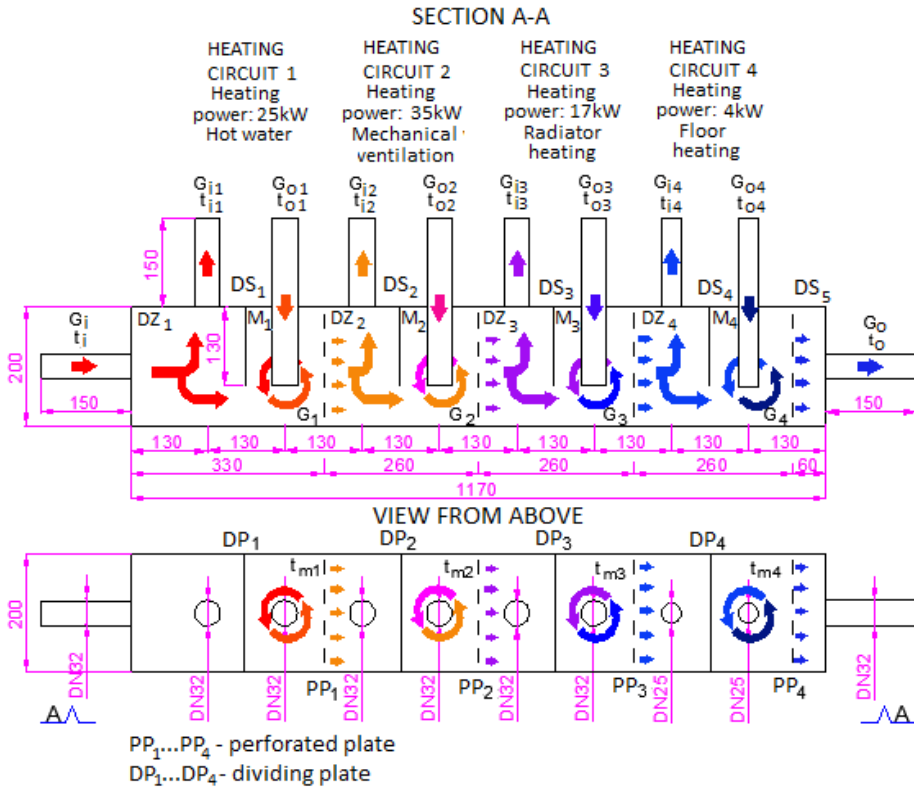 SECTION A-A
HEATING
CIRCUIT 1
Heating
power: 25kW
Hot water
HEATING
CIRCUIT 2
Heating
power: 35kW
Mechanical
ventilation
HEATING
CIRCUIT 3
Heating
power: 17kW
Radiator
heating
HEATING
CIRCUIT 4
Heating
power: 4kW
Floor
heating
Gi1 Go1 Gi2 Go2 Gi3 Go3 Gi4 Go4
ti1 to1 ti2 to2 ti3 to3 ti4 to4
150
DS1 DS2 DS3 DS4 DS5
Gi DZ1 M1 DZ2 M2 DZ3 M3 DZ4 M4 Go
ti to
200
130
150 G1 G2 G3 G4 150
130 130 130 130 130 130 130 130 130
330 260 260 260 60
1170
VIEW FROM ABOVE
DP1 DP2 DP3 DP4
tm1 tm2 tm3 tm4
200
DN32 DN32 DN32 DN32 DN32 DN32 DN32 DN25 DN25 DN32
PP1 PP2 PP3 PP4
A A
PP1...PP4 - perforated plate
DP1...DP4 - dividing plate